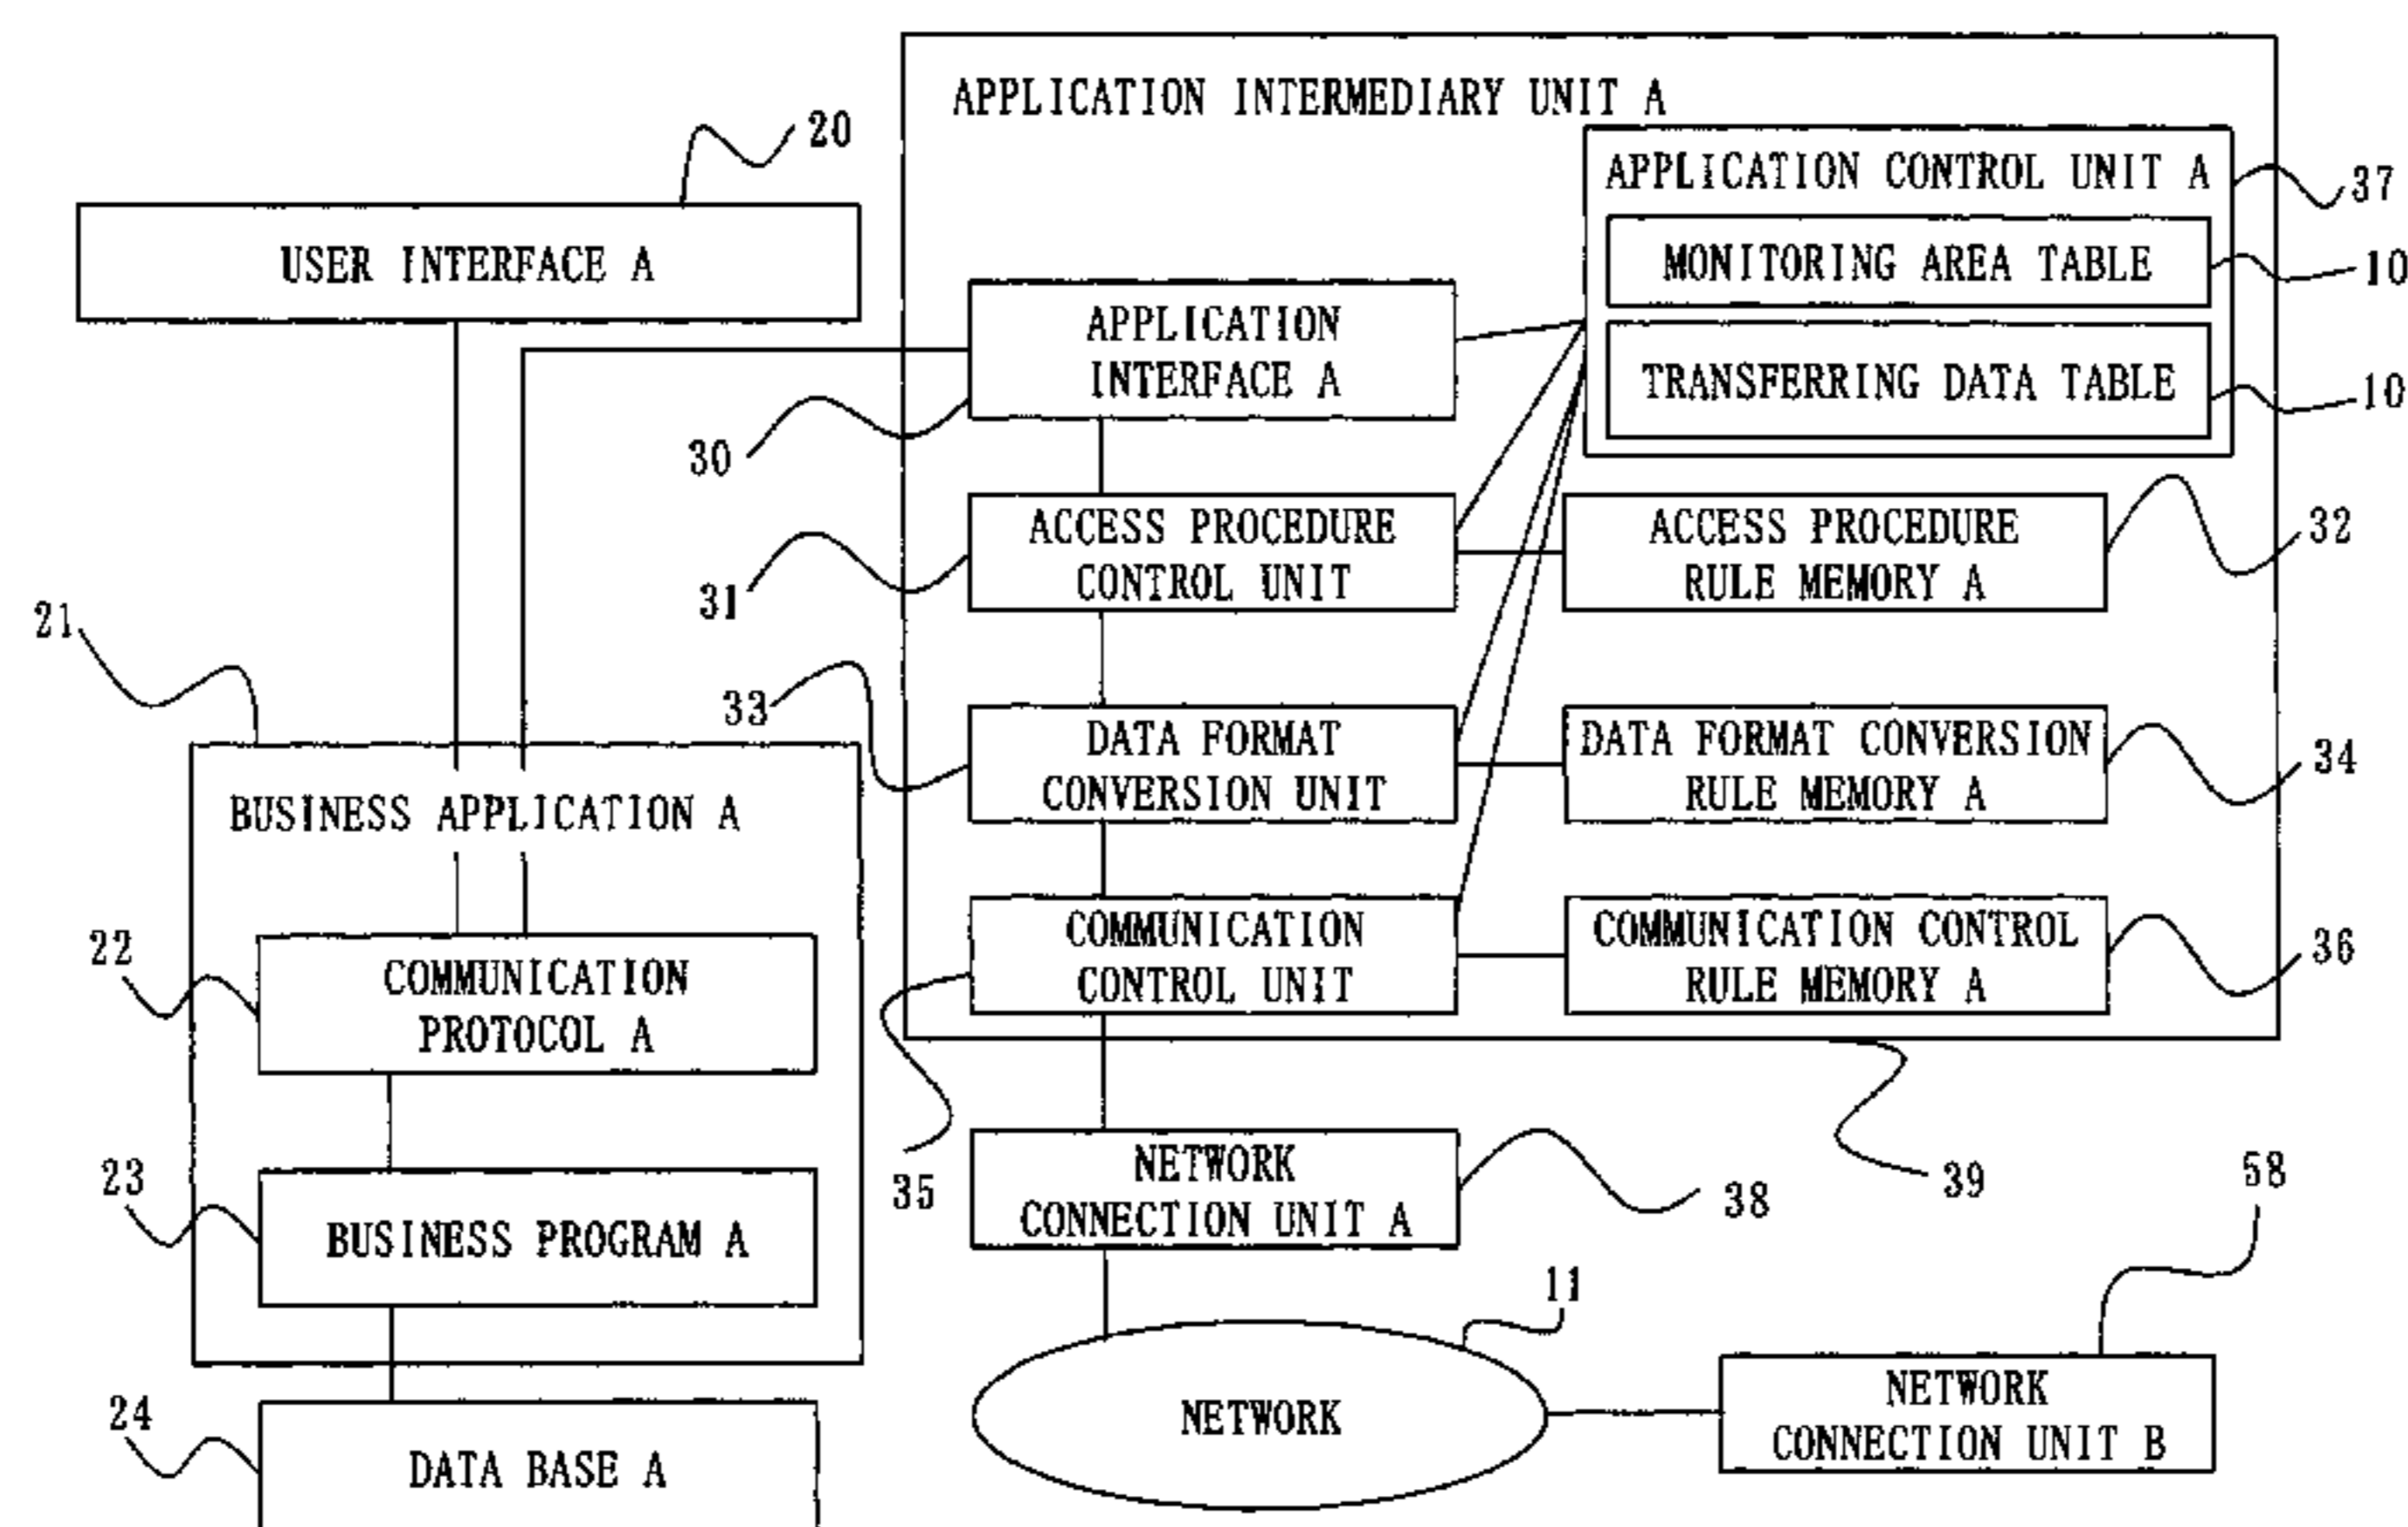 APPLICATION INTERMEDIARY UNIT A
20
APPLICATION CONTROL UNIT A
37
USER INTERFACE A
MONITORING AREA TABLE
10
APPLICATION
INTERFACE A
TRANSFERRING DATA TABLE
10
30
ACCESS PROCEDURE
CONTROL UNIT
ACCESS PROCEDURE
RULE MEMORY A
32
31
21
33
DATA FORMAT
CONVERSION UNIT
DATA FORMAT CONVERSION
RULE MEMORY A
34
BUSINESS APPLICATION A
COMMUNICATION
CONTROL UNIT
COMMUNICATION CONTROL
RULE MEMORY A
36
22
COMMUNICATION
PROTOCOL A
35
NETWORK
CONNECTION UNIT A
38
39
58
23
BUSINESS PROGRAM A
11
NETWORK
NETWORK
CONNECTION UNIT B
24
DATA BASE A